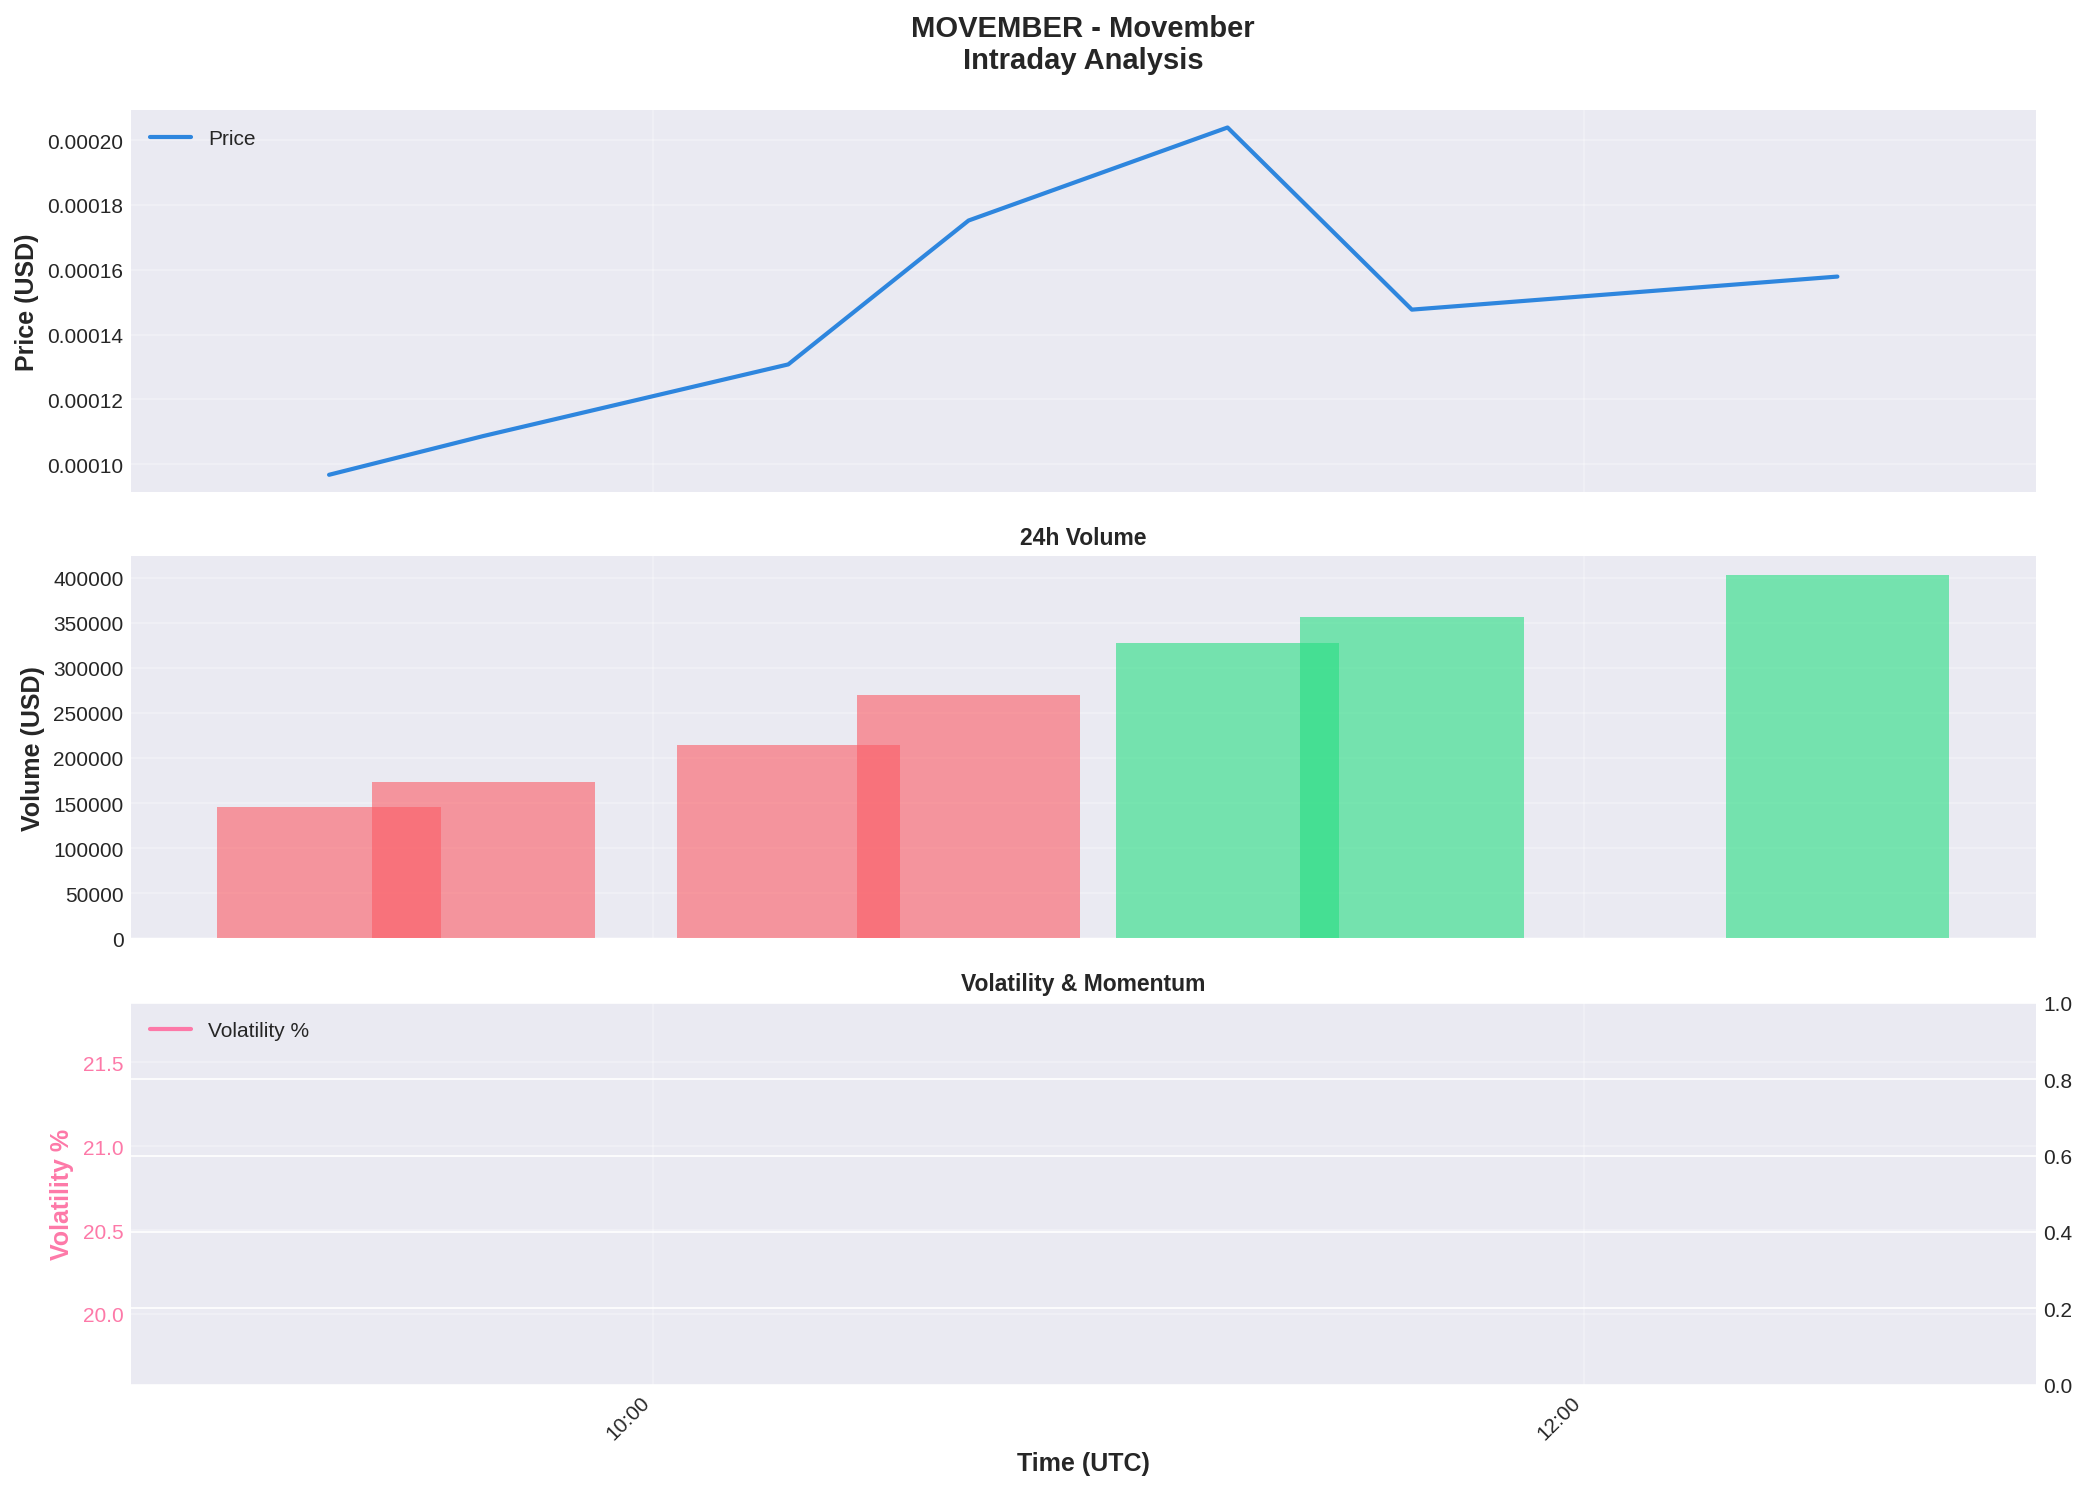 MOVEMBER - Movember
Intraday Analysis
Price
Price (USD)
0.00020
0.00018
0.00016
0.00014
0.00012
0.00010
24h Volume
Volume (USD)
400000
350000
300000
250000
200000
150000
100000
50000
0
Volatility & Momentum
Volatility %
Volatility %
21.5
21.0
20.5
20.0
1.0
0.8
0.6
0.4
0.2
0.0
10:00
12:00
Time (UTC)